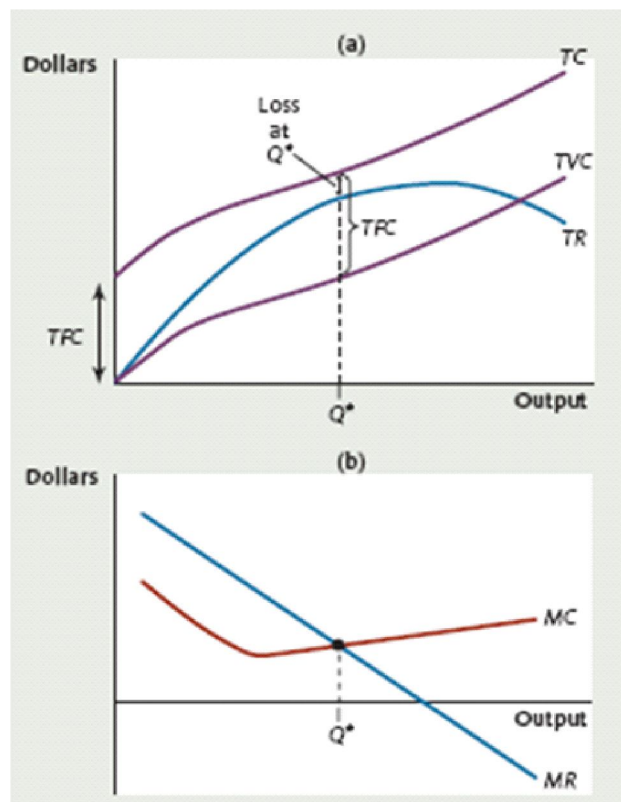 (a)
Dollars
TC
Loss
at
Q*
TVC
TFC
TR
TFC
Output
Q*
(b)
Dollars
MC
Output
Q*
MR